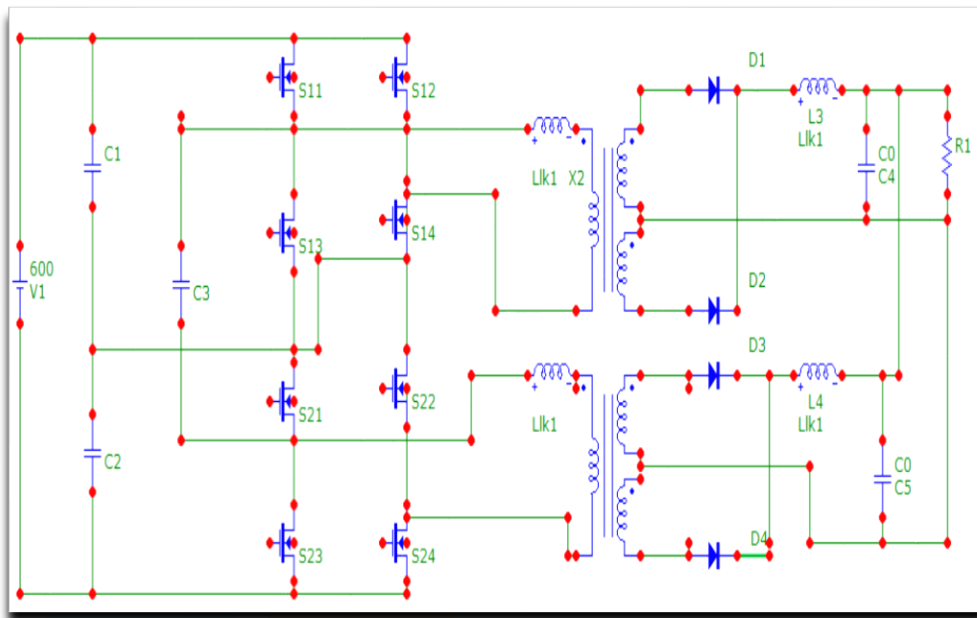 S11
S12
D1
C1
L3
Llk1
Llk1 X2
C0
C4
R1
S13
S14
600
V1
C3
D2
D3
S21
S22
L4
Llk1
Llk1
C2
C0
C5
S23
S24
D4